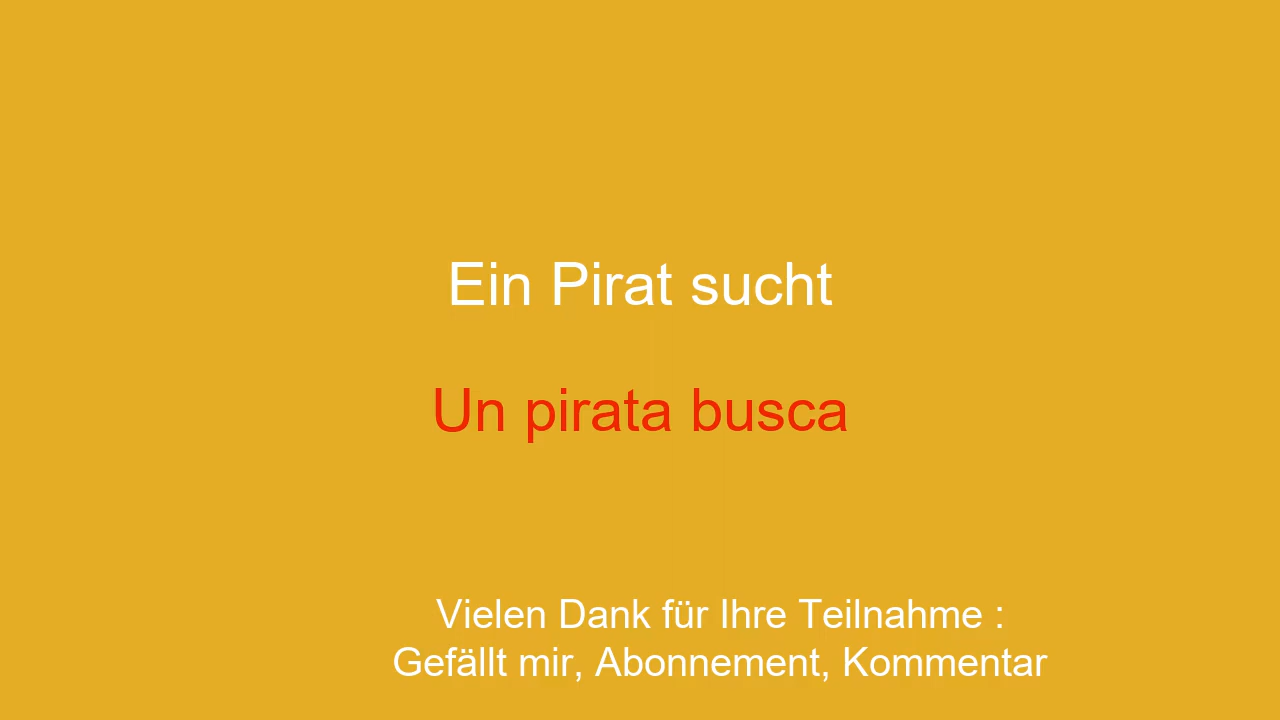 Ein Pirat sucht
Un pirata busca
Vielen Dank für Ihre Teilnahme :
Gefällt mir, Abonnement, Kommentar